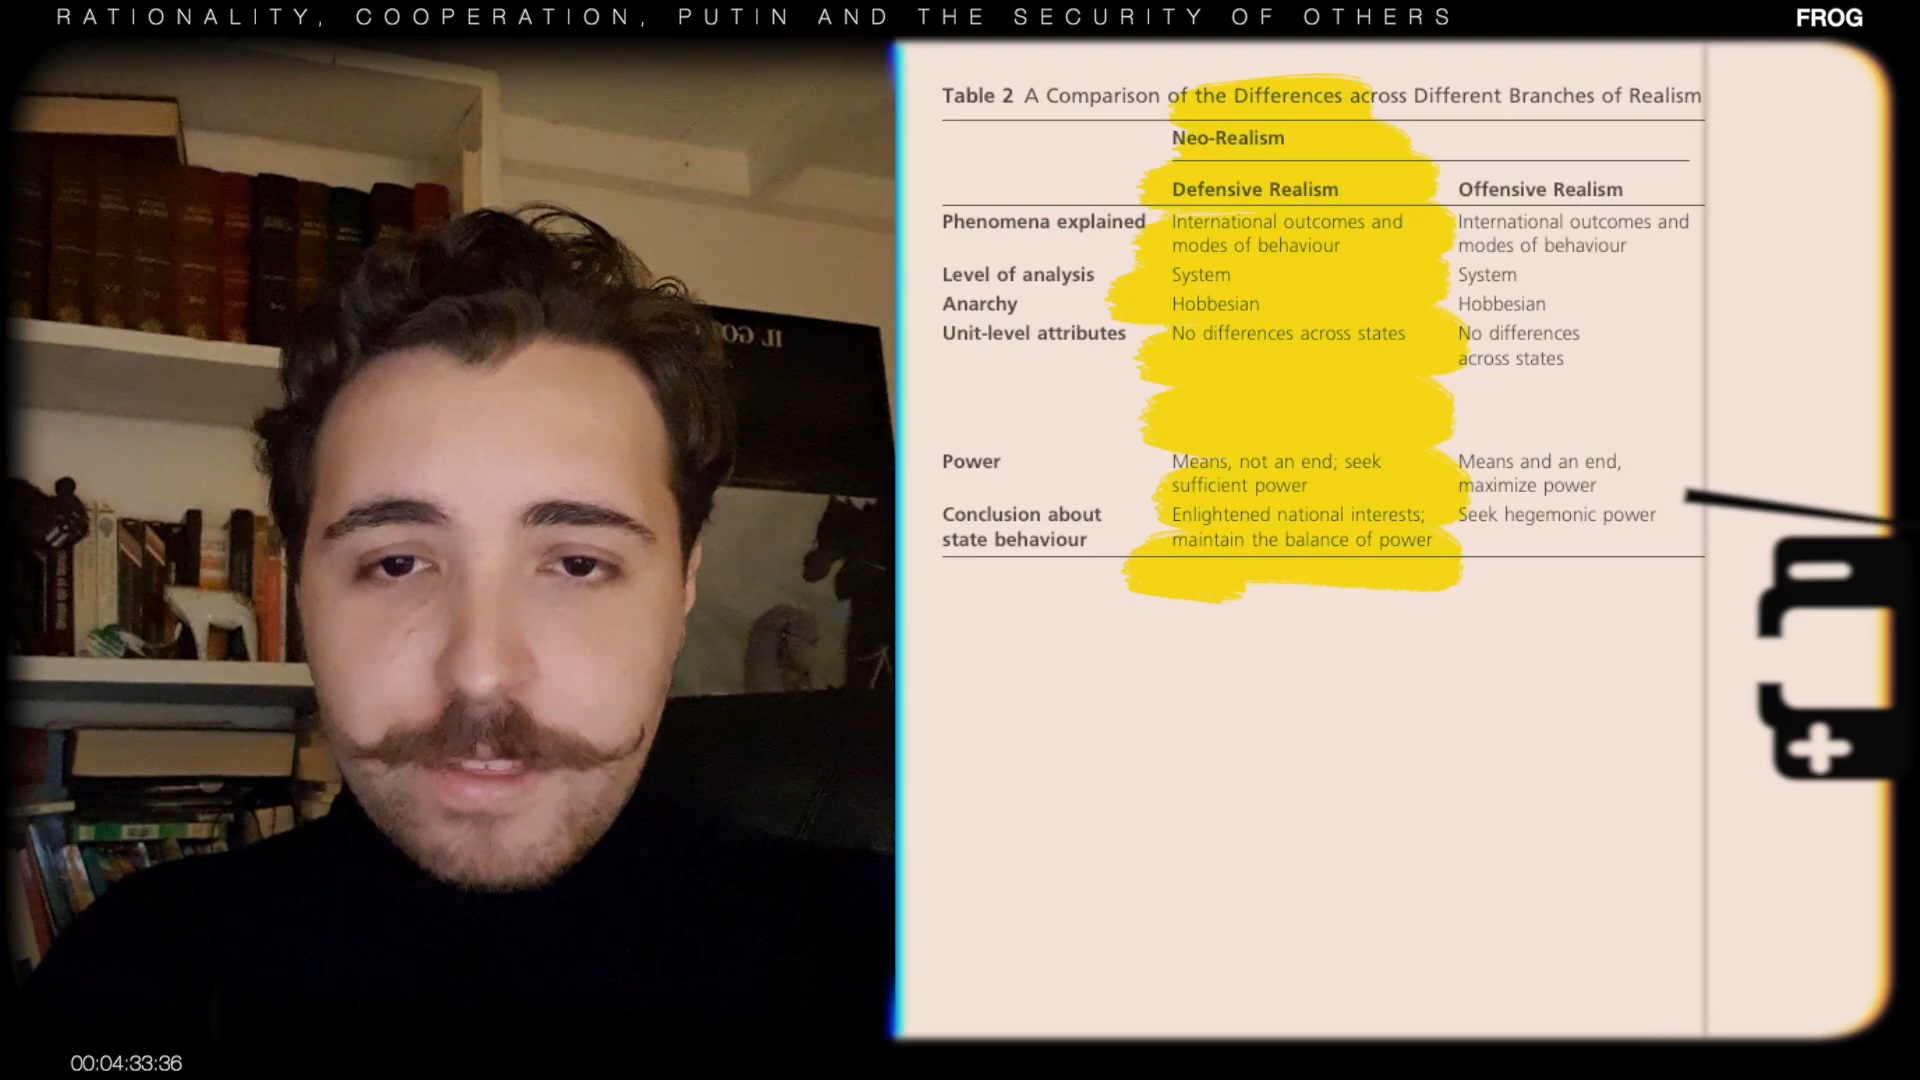 RATIONALITY, COOPERATION, PUTIN AND THE SECURITY OF OTHERS
FROG
Table 2 A Comparison of the Differences across Different Branches of Realism
Neo-Realism
Defensive Realism Offensive Realism
Phenomena explained International outcomes and International outcomes and
modes of behaviour modes of behaviour
Level of analysis System System
Anarchy Hobbesian Hobbesian
Unit-level attributes No differences across states No differences
across states
Power Means, not an end; seek Means and an end,
sufficient power maximize power
Conclusion about Enlightened national interests; Seek hegemonic power
state behaviour maintain the balance of power
00:04:33:36